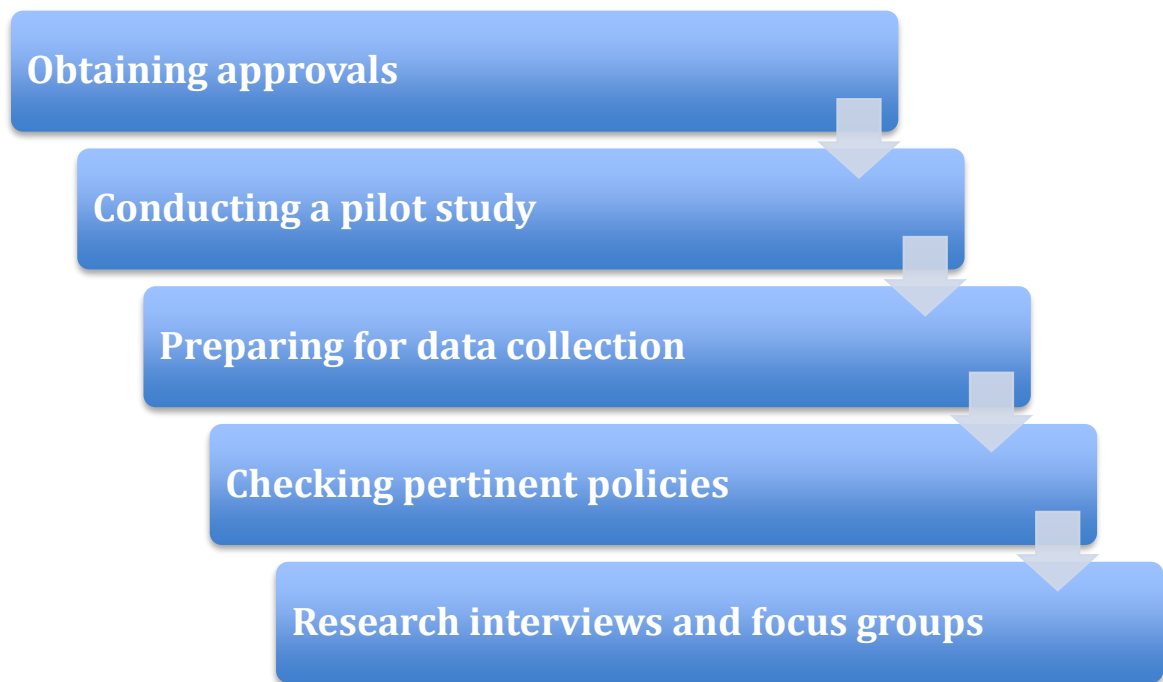 Obtaining approvals
Conducting a pilot study
Preparing for data collection
Checking pertinent policies
Research interviews and focus groups